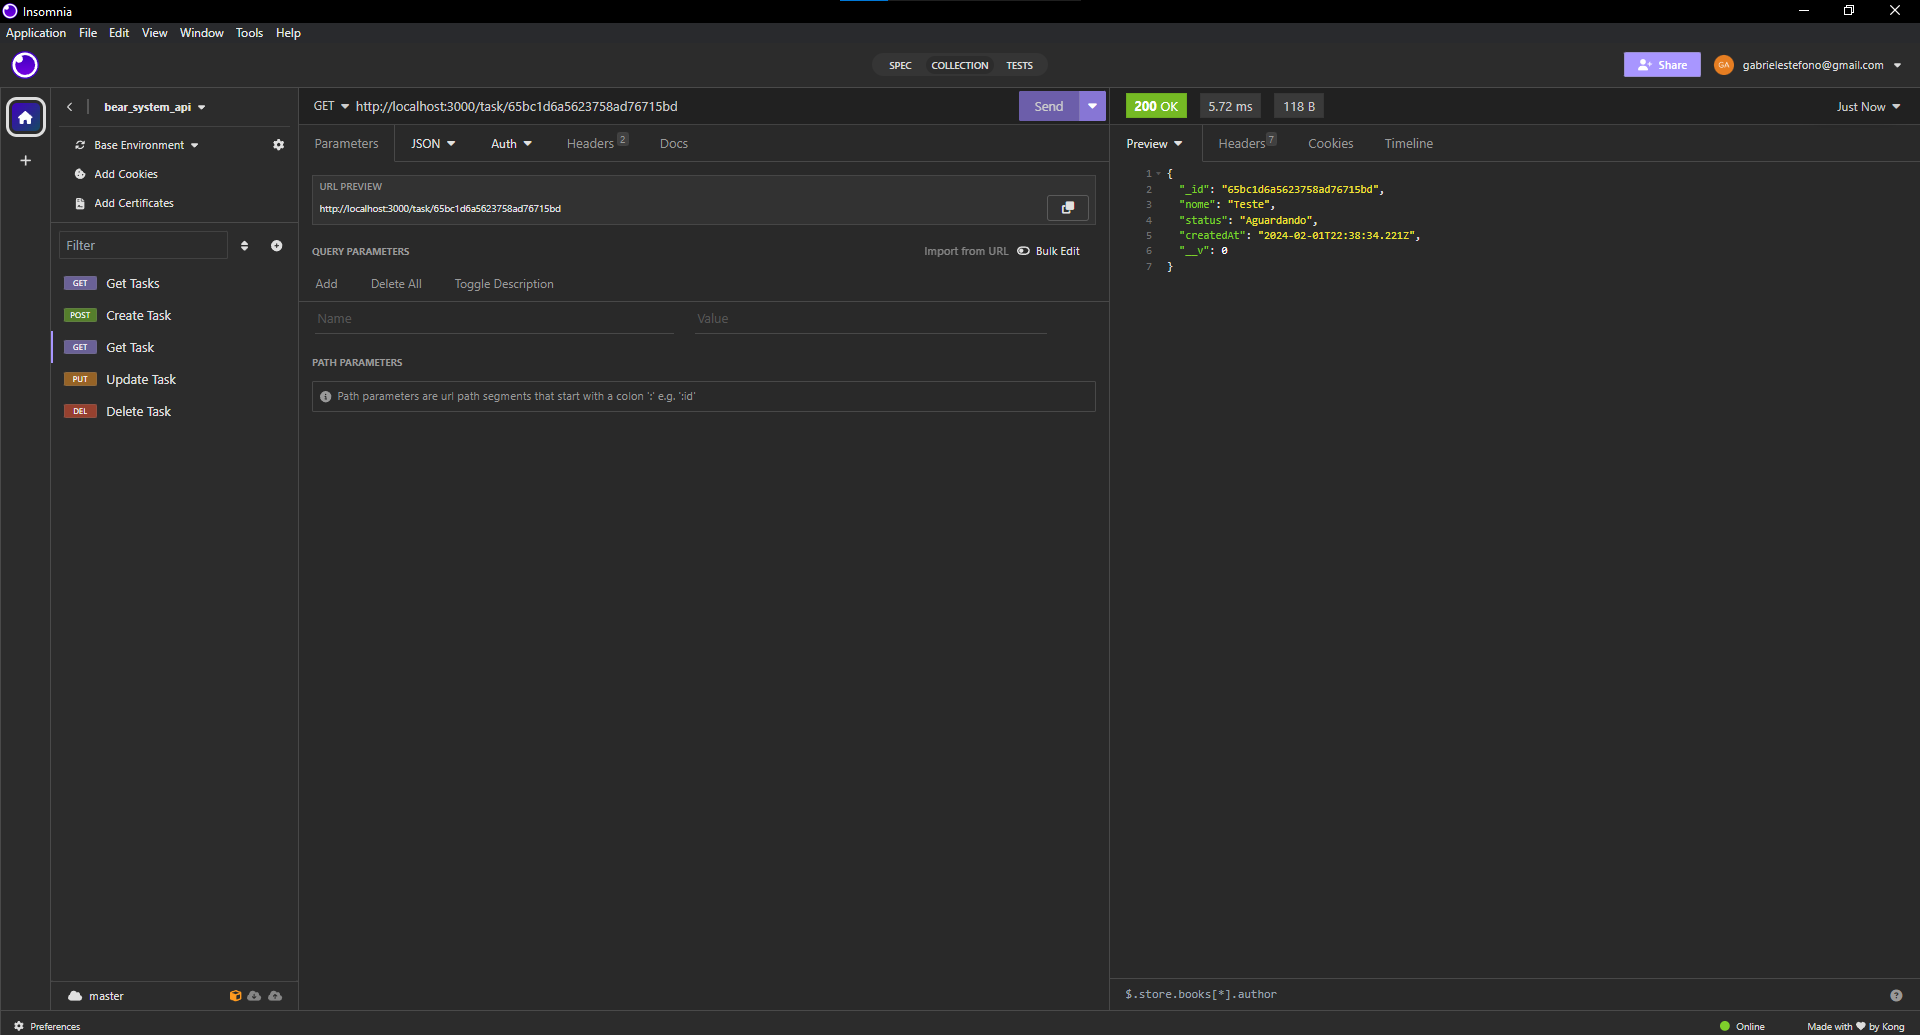 Insomnia
Application File Edit View Window Tools Help
SPEC COLLECTION TESTS
Share
GA
gabrielestefono@gmail.com
bear_system_api
Base Environment
Add Cookies
Add Certificates
Filter
GET Get Tasks
POST Create Task
GET Get Task
PUT Update Task
DEL Delete Task
master
GET http://localhost:3000/task/65bc1d6a5623758ad76715bd
Send
Parameters JSON Auth Headers 2 Docs
URL PREVIEW
http://localhost:3000/task/65bc1d6a5623758ad76715bd
QUERY PARAMETERS
Import from URL Bulk Edit
Add Delete All Toggle Description
Name Value
PATH PARAMETERS
Path parameters are url path segments that start with a colon ':' e.g. ':id'
200 OK 5.72 ms 118 B
Just Now
Preview Headers 7 Cookies Timeline
1 {
2 "_id": "65bc1d6a5623758ad76715bd",
3 "nome": "Teste",
4 "status": "Aguardando",
5 "createdAt": "2024-02-01T22:38:34.221Z",
6 "__v": 0
7 }
$.store.books[*].author
?
Preferences
Online
Made with ♥ by Kong